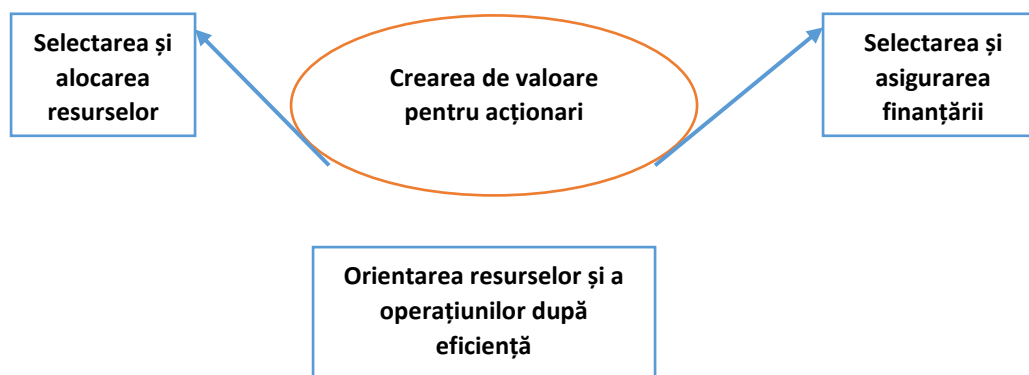 Selectarea și
alocarea
resurselor
Crearea de valoare
pentru acționari
Selectarea și
asigurarea
finanțării
Orientarea resurselor și a
operațiunilor după
eficiență